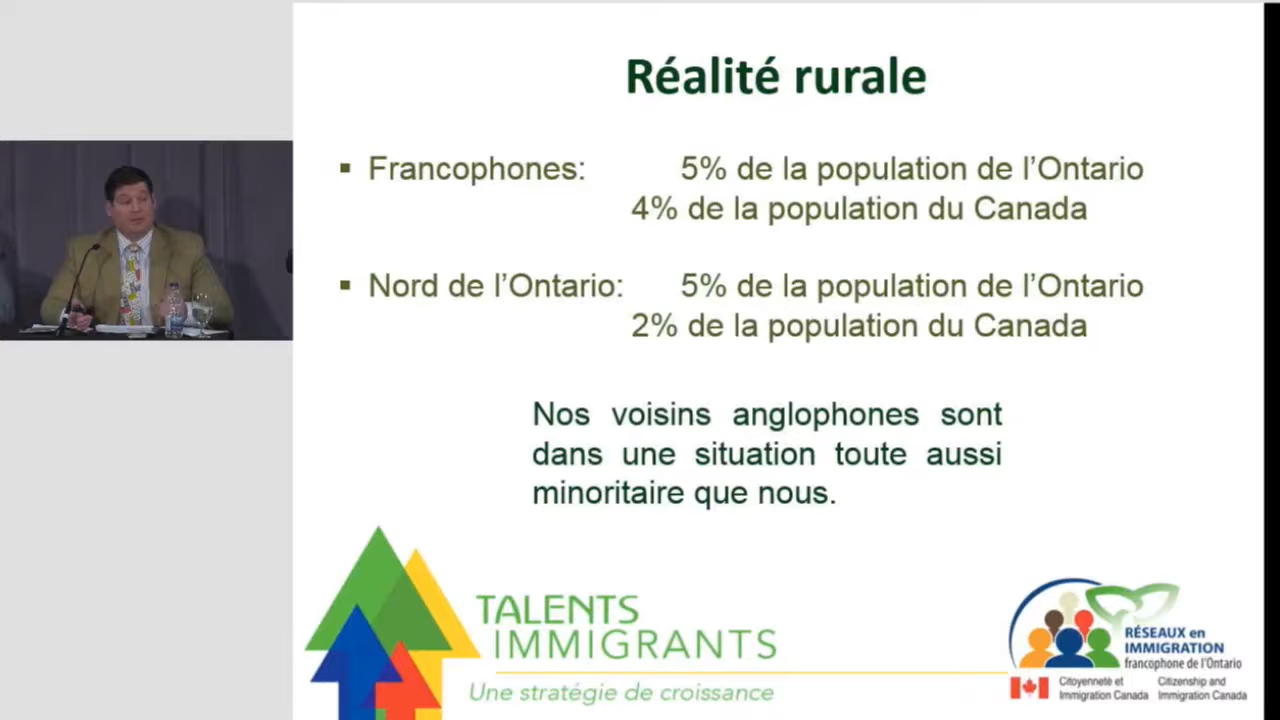 Réalité rurale
▪ Francophones: 5% de la population de l'Ontario
4% de la population du Canada
▪ Nord de l'Ontario: 5% de la population de l'Ontario
2% de la population du Canada
Nos voisins anglophones sont
dans une situation toute aussi
minoritaire que nous.
TALENTS
IMMIGRANTS
Une stratégie de croissance
RÉSEAUX en
IMMIGRATION
francophone de l'Ontario
Citoyenneté et Citizenship and
Immigration Canada Immigration Canada